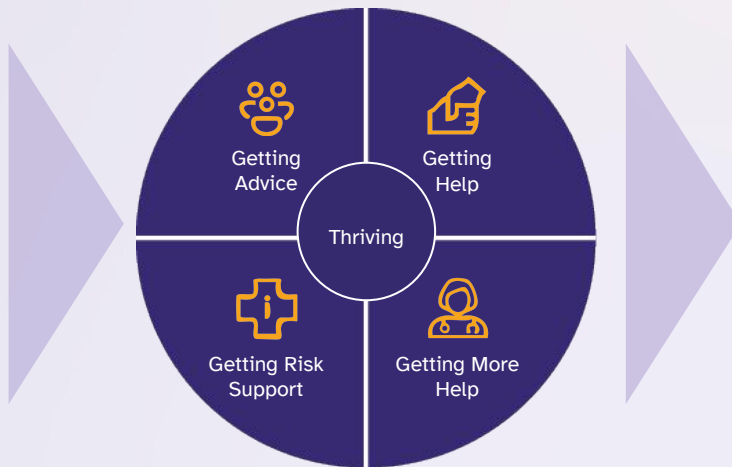 Getting
Advice
Getting
Help
Thriving
Getting Risk
Support
Getting More
Help